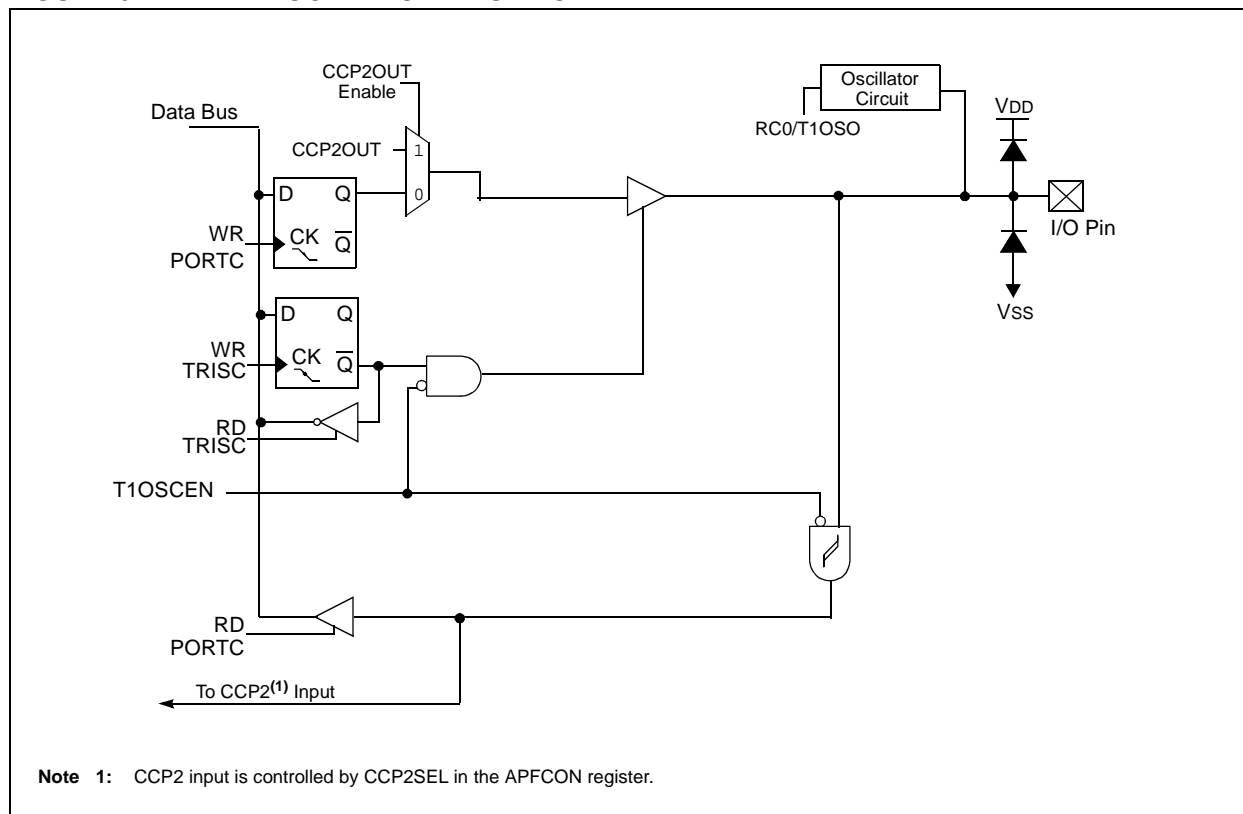 CCP2OUT
Enable
Oscillator
Circuit
Data Bus
VDD
RC0/T1OSO
CCP2OUT
1
D
Q
0
I/O Pin
WR
PORTC
CK
Q
VSS
D
Q
WR
TRISC
CK
Q
RD
TRISC
T1OSCEN
RD
PORTC
To CCP2(1) Input
Note 1: CCP2 input is controlled by CCP2SEL in the APFCON register.